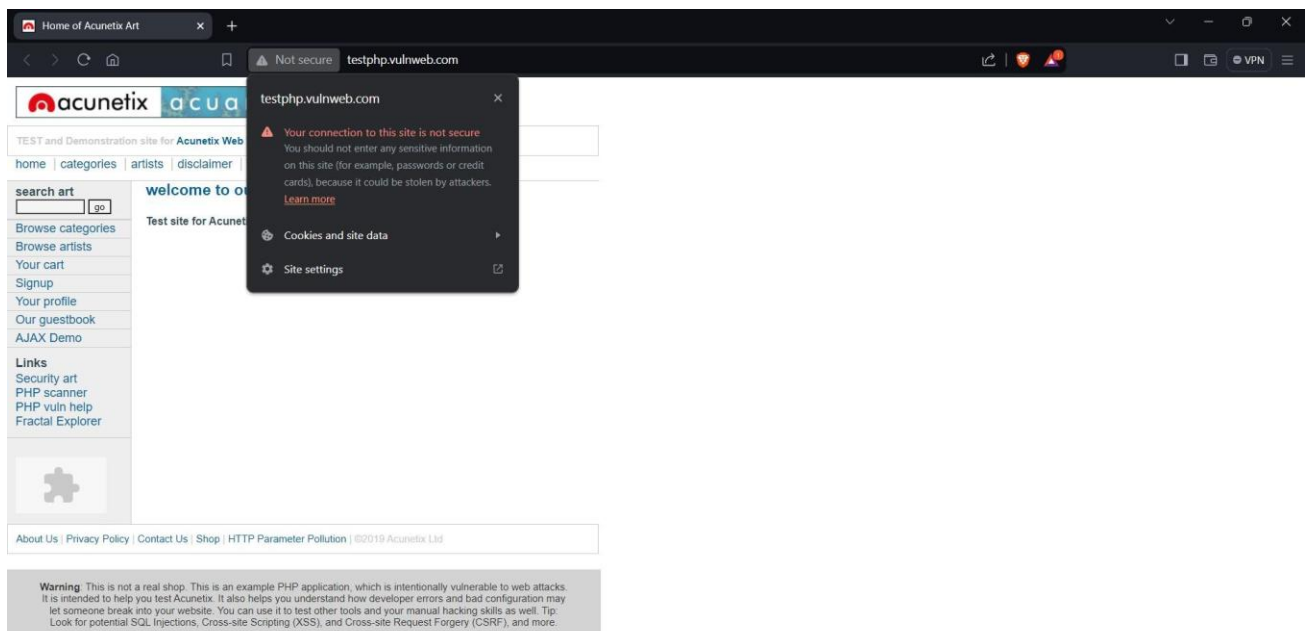 Home of Acunetix Art
Not secure testphp.vulnweb.com
VPN
acunetix acua
testphp.vulnweb.com
Your connection to this site is not secure
You should not enter any sensitive information
on this site (for example, passwords or credit
cards), because it could be stolen by attackers.
Learn more
Cookies and site data
Site settings
TEST and Demonstration site for Acunetix Web
home | categories | artists | disclaimer |
search art
go
Browse categories
Browse artists
Your cart
Signup
Your profile
Our guestbook
AJAX Demo
Links
Security art
PHP scanner
PHP vuln help
Fractal Explorer
welcome to ou
Test site for Acunet
About Us | Privacy Policy | Contact Us | Shop | HTTP Parameter Pollution | ©2019 Acunetix Ltd
Warning: This is not a real shop. This is an example PHP application, which is intentionally vulnerable to web attacks.
It is intended to help you test Acunetix. It also helps you understand how developer errors and bad configuration may
let someone break into your website. You can use it to test other tools and your manual hacking skills as well. Tip:
Look for potential SQL Injections, Cross-site Scripting (XSS), and Cross-site Request Forgery (CSRF), and more.